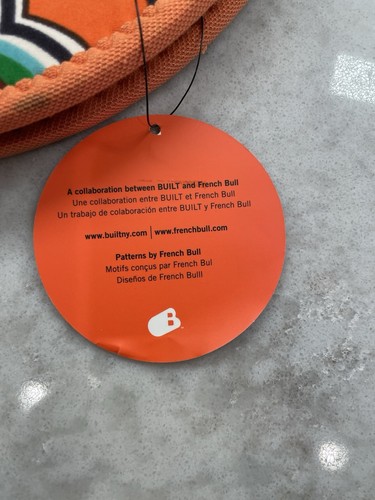 A collaboration between BUILT and French Bull
Une collaboration entre BUILT et French Bull
Un trabajo de colaboración entre BUILT y French Bull
www.builtny.com | www.frenchbull.com
Patterns by French Bull
Motifs conçus par French Bul
Diseños de French Bulll
B